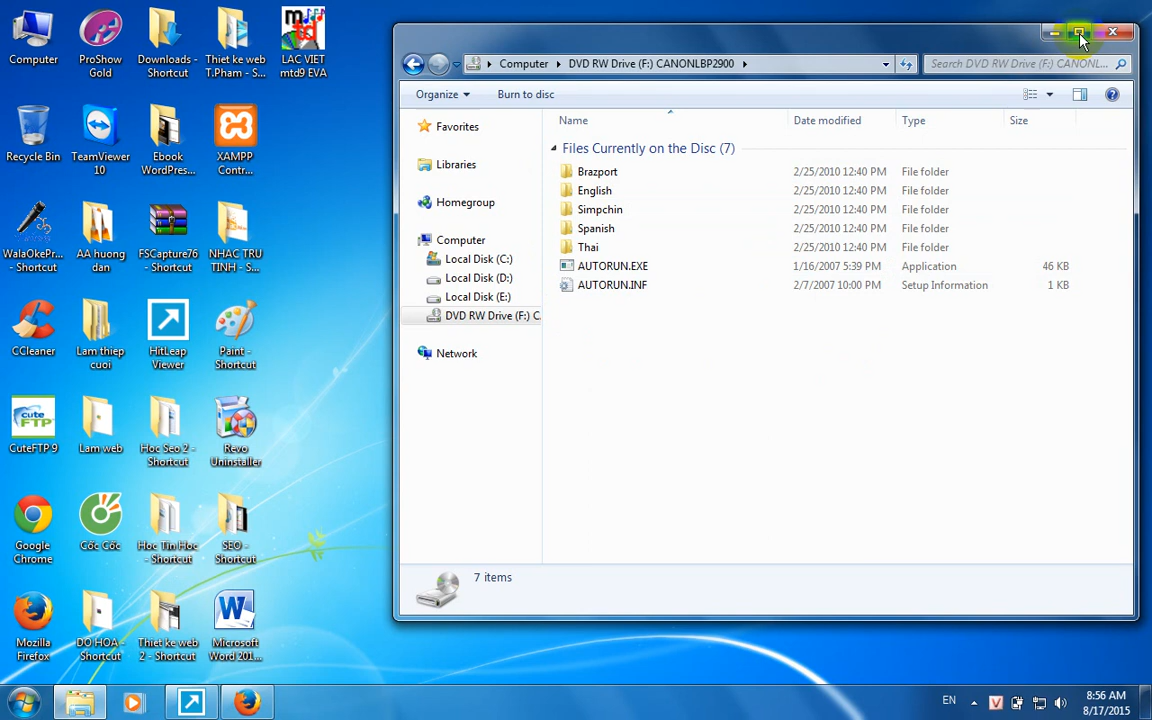 Computer
ProShow
Gold
Downloads -
Shortcut
Thiet ke web
T.Pham - S...
LAC VIET
mtd9 EVA
mtd
Recycle Bin
TeamViewer
10
Ebook
WordPres...
XAMPP
Contr...
WalaOkePr...
- Shortcut
AA huong
dan
FSCapture76
- Shortcut
NHAC TRU
TINH - S...
CCleaner
Lam thiep
cuoi
HitLeap
Viewer
Paint -
Shortcut
cute
FTP
CuteFTP 9
Lam web
Hoc Seo 2 -
Shortcut
Revo
Uninstaller
Google
Chrome
Cốc Cốc
Hoc Tin Hoc
- Shortcut
SEO -
Shortcut
Mozilla
Firefox
DO HOA -
Shortcut
Thiet ke web
2 - Shortcut
Microsoft
Word 201...
Computer
DVD RW Drive (F:) CANONLBP2900
Search DVD RW Drive (F:) CANONL...
Organize
Burn to disc
Favorites
Libraries
Homegroup
Computer
Local Disk (C:)
Local Disk (D:)
Local Disk (E:)
DVD RW Drive (F:) C
Network
Name Date modified Type Size
Files Currently on the Disc (7)
Brazport 2/25/2010 12:40 PM File folder
English 2/25/2010 12:40 PM File folder
Simpchin 2/25/2010 12:40 PM File folder
Spanish 2/25/2010 12:40 PM File folder
Thai 2/25/2010 12:40 PM File folder
AUTORUN.EXE 1/16/2007 5:39 PM Application 46 KB
AUTORUN.INF 2/7/2007 10:00 PM Setup Information 1 KB
7 items
EN
V
8:56 AM
8/17/2015